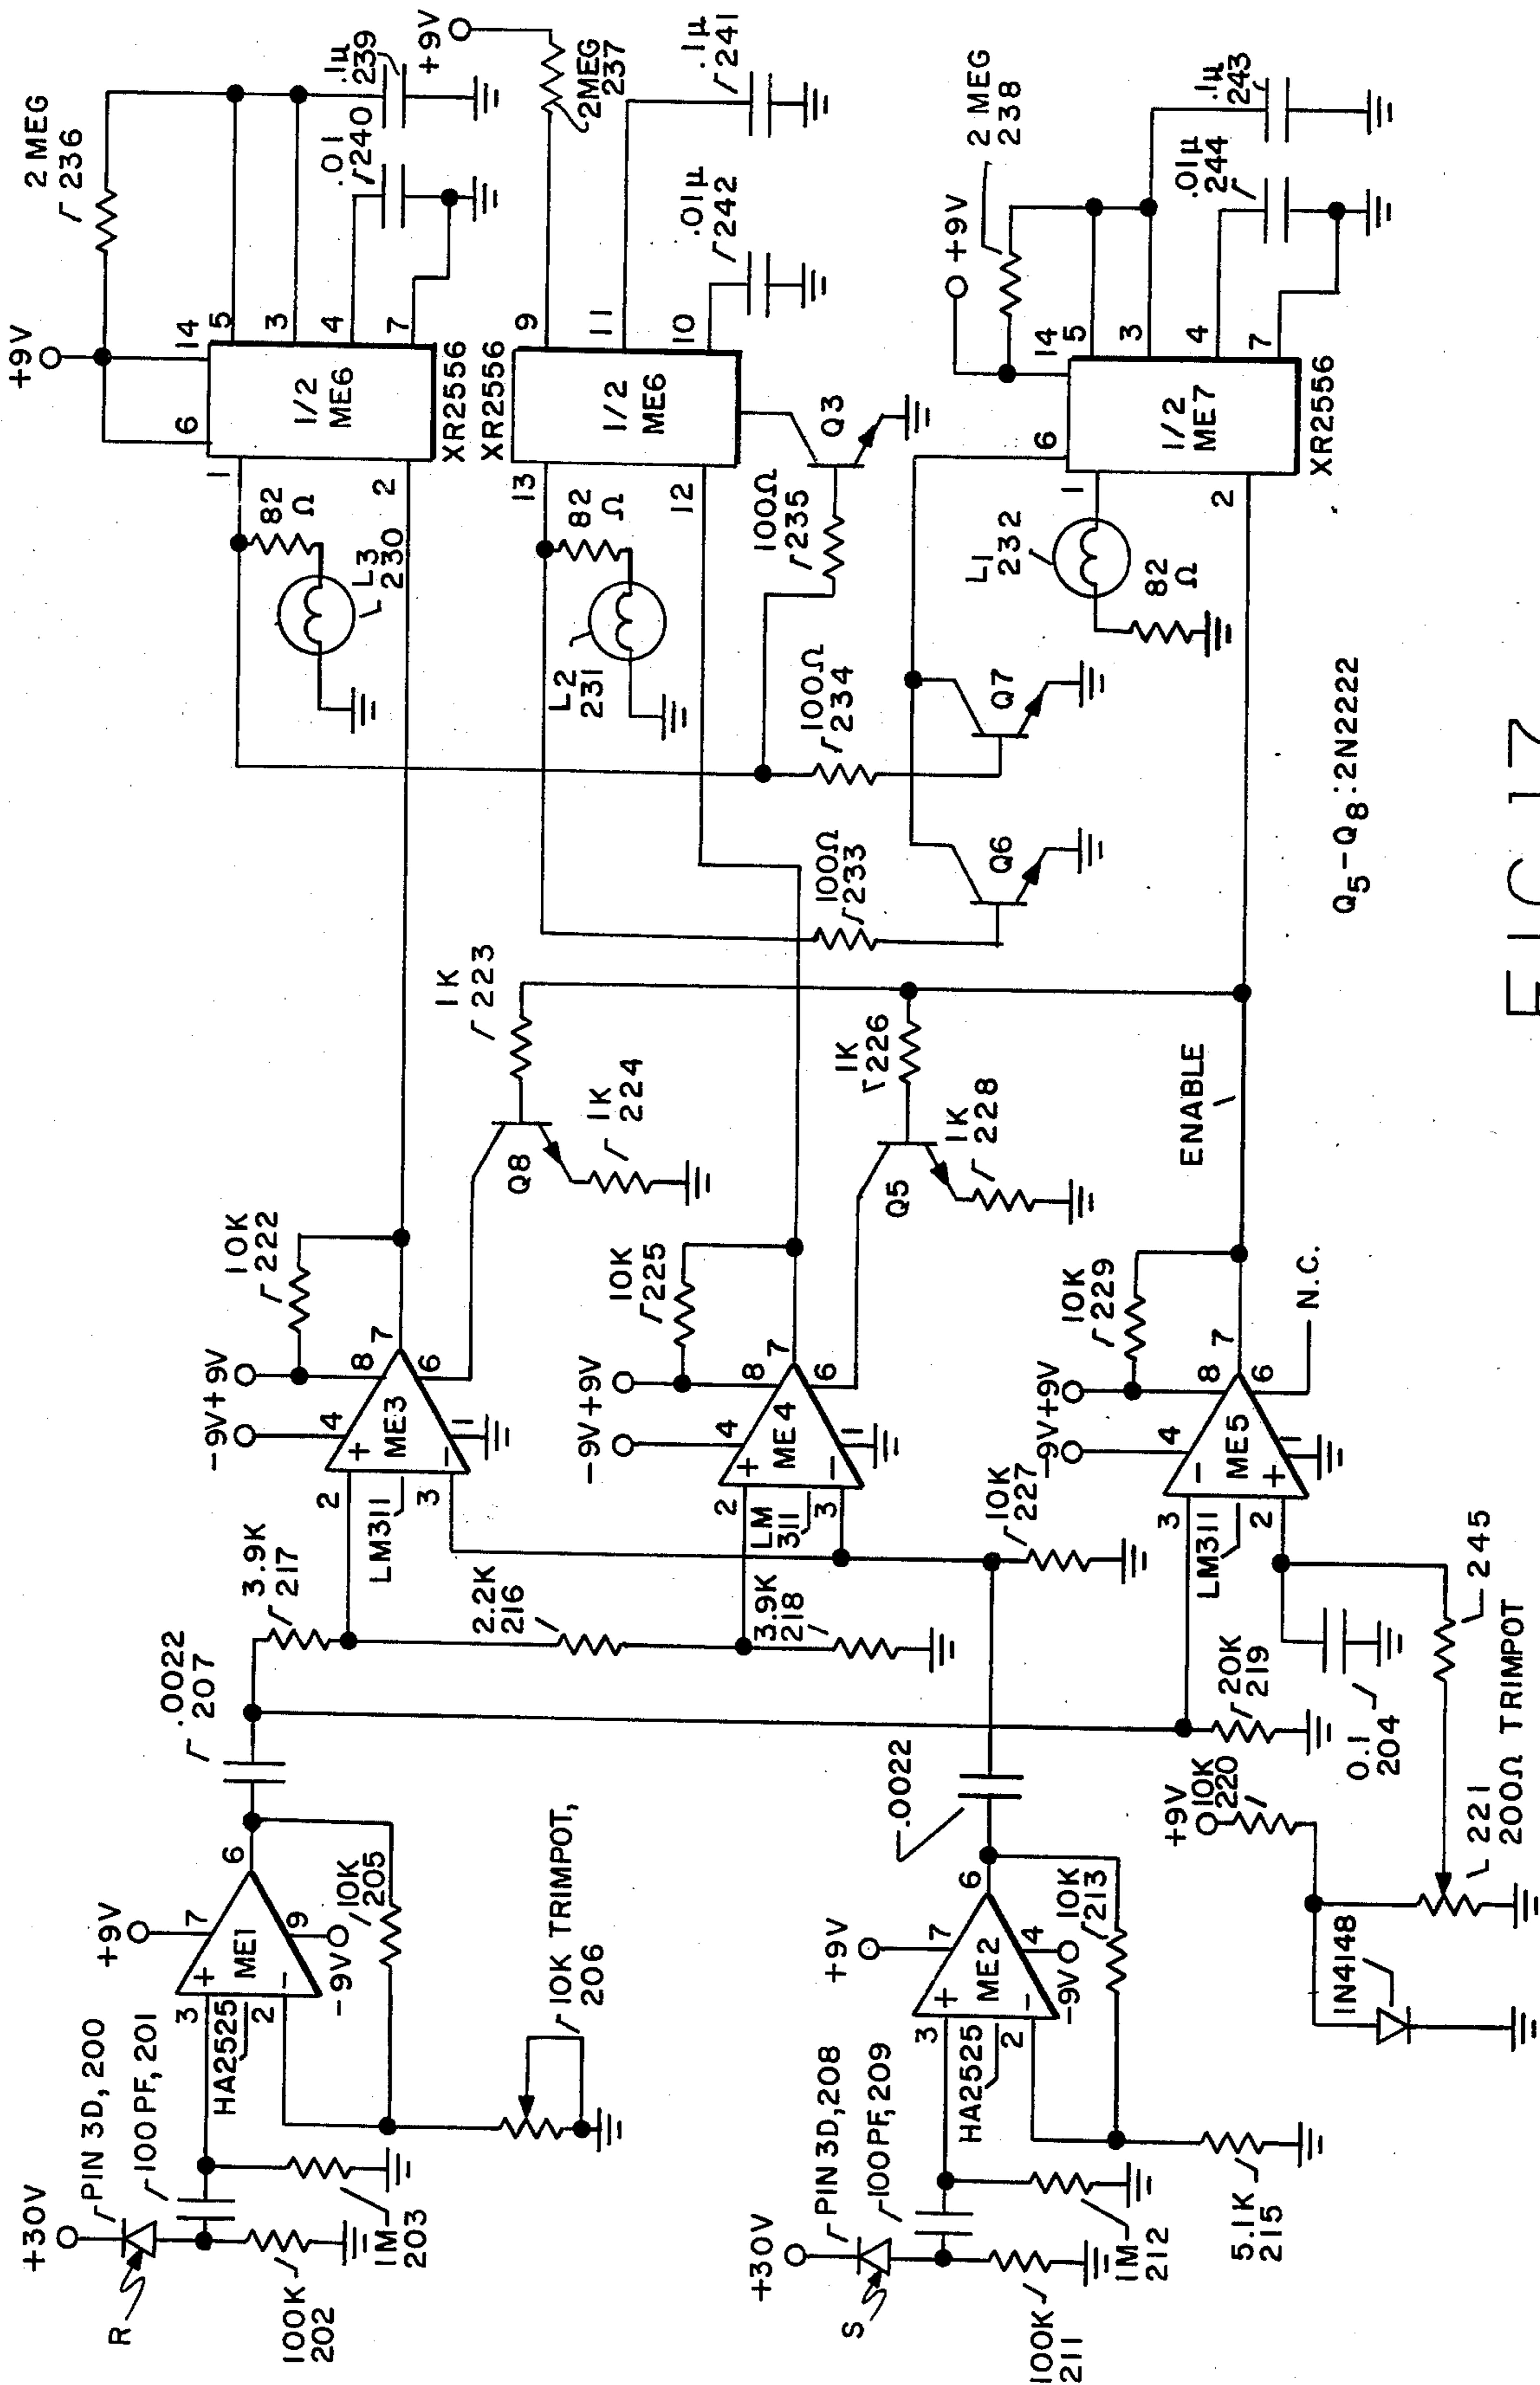 +30V
PIN 3D, 200
100PF, 201
R
100K
202
1M
203
3
+
HA2525
ME1
2
−
+9V
7
6
9
-9V
10K
205
10K TRIMPOT,
206
.0022
207
3.9K
217
2.2K
216
3.9K
218
+30V
PIN 3D, 208
100PF, 209
S
100K
211
1M
212
3
+
HA2525
ME2
2
−
+9V
7
6
4
-9V
10K
213
5.1K
215
.0022
+9V
10K
220
1N4148
221
200Ω TRIMPOT
0.1
204
20K
219
245
10K
227
-9V
+9V
10K
222
2
+
4
8
LM311
ME3
7
3
−
1
6
1K
223
Q8
1K
224
-9V
+9V
10K
225
2
+
4
8
LM
311
ME4
7
3
−
1
6
1K
226
Q5
1K
228
-9V
+9V
10K
229
3
−
4
8
LM311
ME5
7
2
+
1
6
N.C.
ENABLE
+9V
2 MEG
236
6
14
5
3
4
7
1
2
1/2
ME6
XR2556
82
Ω
L3
230
.01
240
.1µ
239
+9V
2MEG
237
XR2556
13
12
9
11
10
1/2
ME6
82
Ω
L2
231
.01µ
242
.1µ
241
100Ω
235
Q3
100Ω
234
100Ω
233
Q6
Q7
+9V
2 MEG
238
6
14
5
3
4
7
1
2
1/2
ME7
XR2556
L1
232
82
Ω
.01µ
244
.1µ
243
Q5-Q8:2N2222